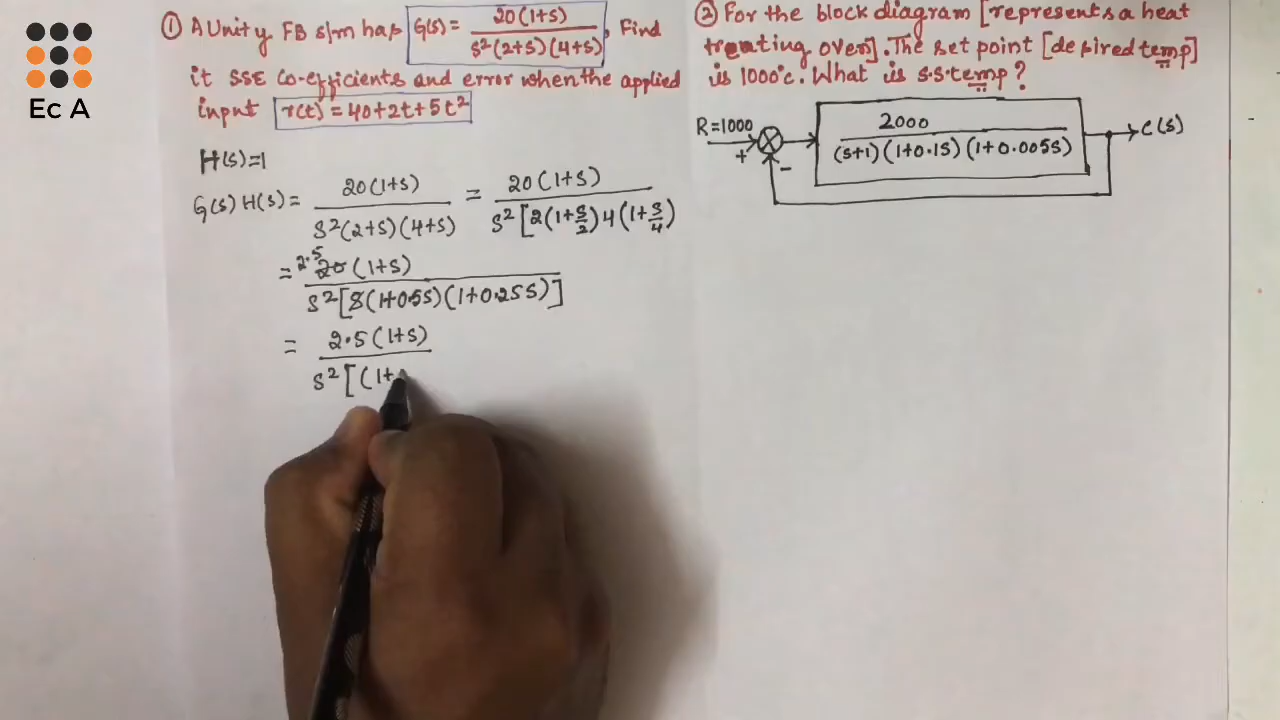 ① A Unity FB s/m has G(s) = 20(1+s) / s²(2+s)(4+s). Find
it SSE Co-efficients and error when the applied
input r(t) = 40+2t+5t²
H(s)=1
G(s) H(s) = 20(1+s) / s²(2+s)(4+s) = 20(1+s) / s²[2(1+s/2)4(1+s/4)
= 2.5 20(1+s) / s²[8(1+0.5s)(1+0.25s)]
= 2.5(1+s) / s²[(1+
② For the block diagram [represents a heat
treating oven]. The set point [desired temp]
is 1000°c. What is s.s.temp?
R=1000
+
-
2000 / (s+1)(1+0.1s)(1+0.005s)
C(s)
Ec A